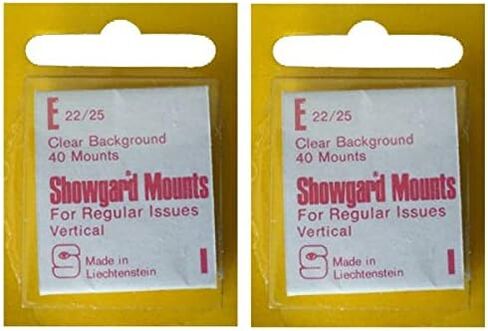 E 22/25
Clear Background
40 Mounts
Showgard Mounts
For Regular Issues
Vertical
S Made in
Liechtenstein
I
E 22/25
Clear Background
40 Mounts
Showgard Mounts
For Regular Issues
Vertical
S Made in
Liechtenstein
I